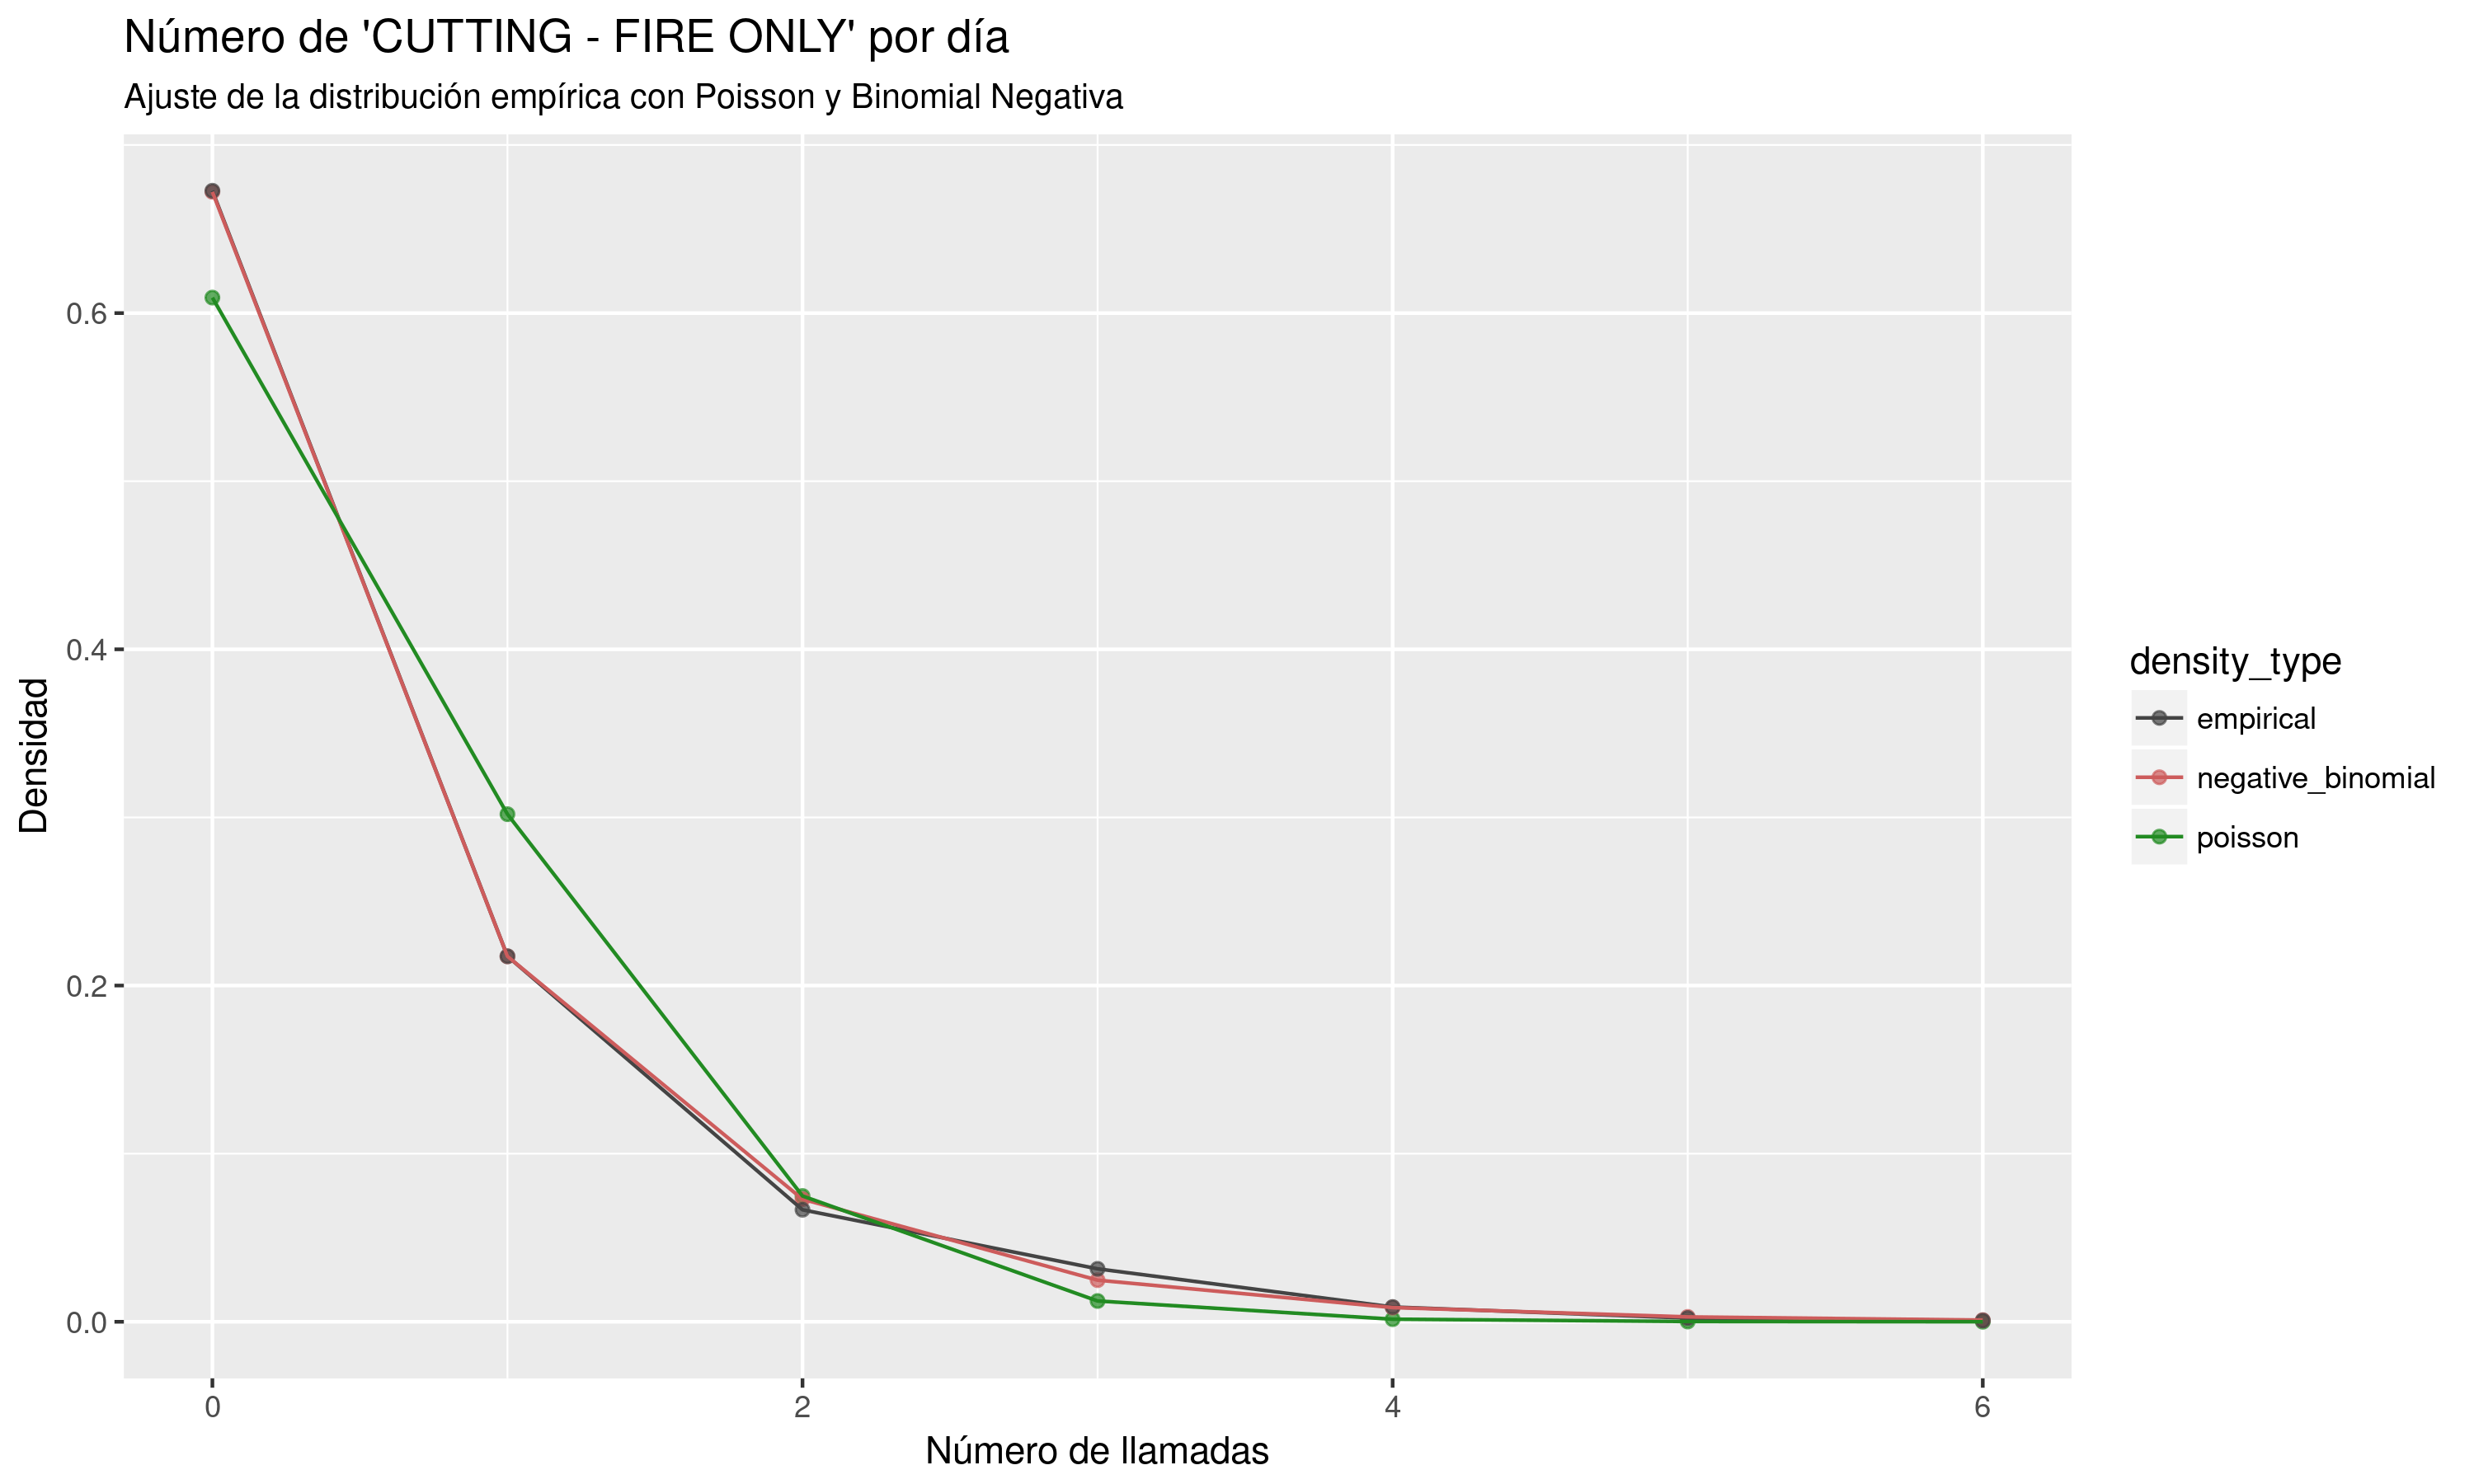 Número de 'CUTTING - FIRE ONLY' por día
Ajuste de la distribución empírica con Poisson y Binomial Negativa
Densidad
0.6
0.4
0.2
0.0
0 2 4 6
Número de llamadas
density_type
empirical
negative_binomial
poisson